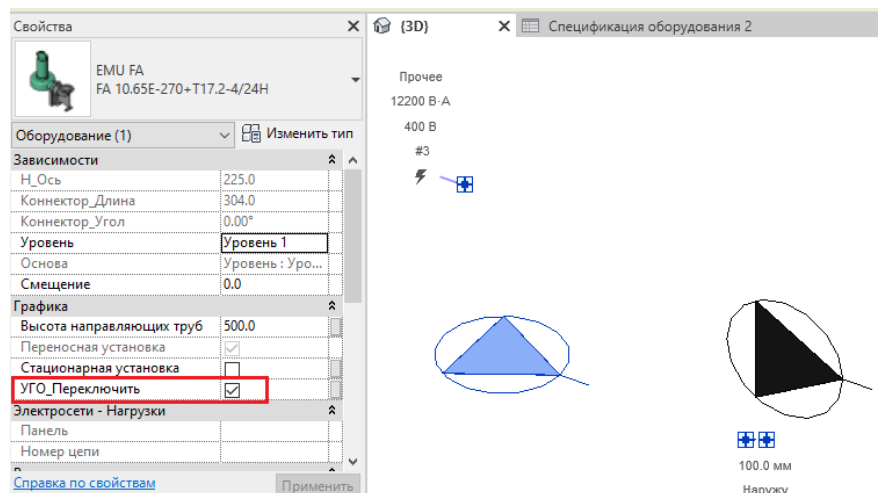 Свойства
{3D}
Спецификация оборудования 2
EMU FA
FA 10.65E-270+T17.2-4/24H
Оборудование (1)
Изменить тип
Зависимости
Н_Ось 225.0
Коннектор_Длина 304.0
Коннектор_Угол 0.00°
Уровень Уровень 1
Основа Уровень : Уро...
Смещение 0.0
Графика
Высота направляющих труб 500.0
Переносная установка
Стационарная установка
УГО_Переключить
Электросети - Нагрузки
Панель
Номер цепи
Справка по свойствам
Применить
Прочее
12200 В·А
400 В
#3
100.0 мм
Наружу